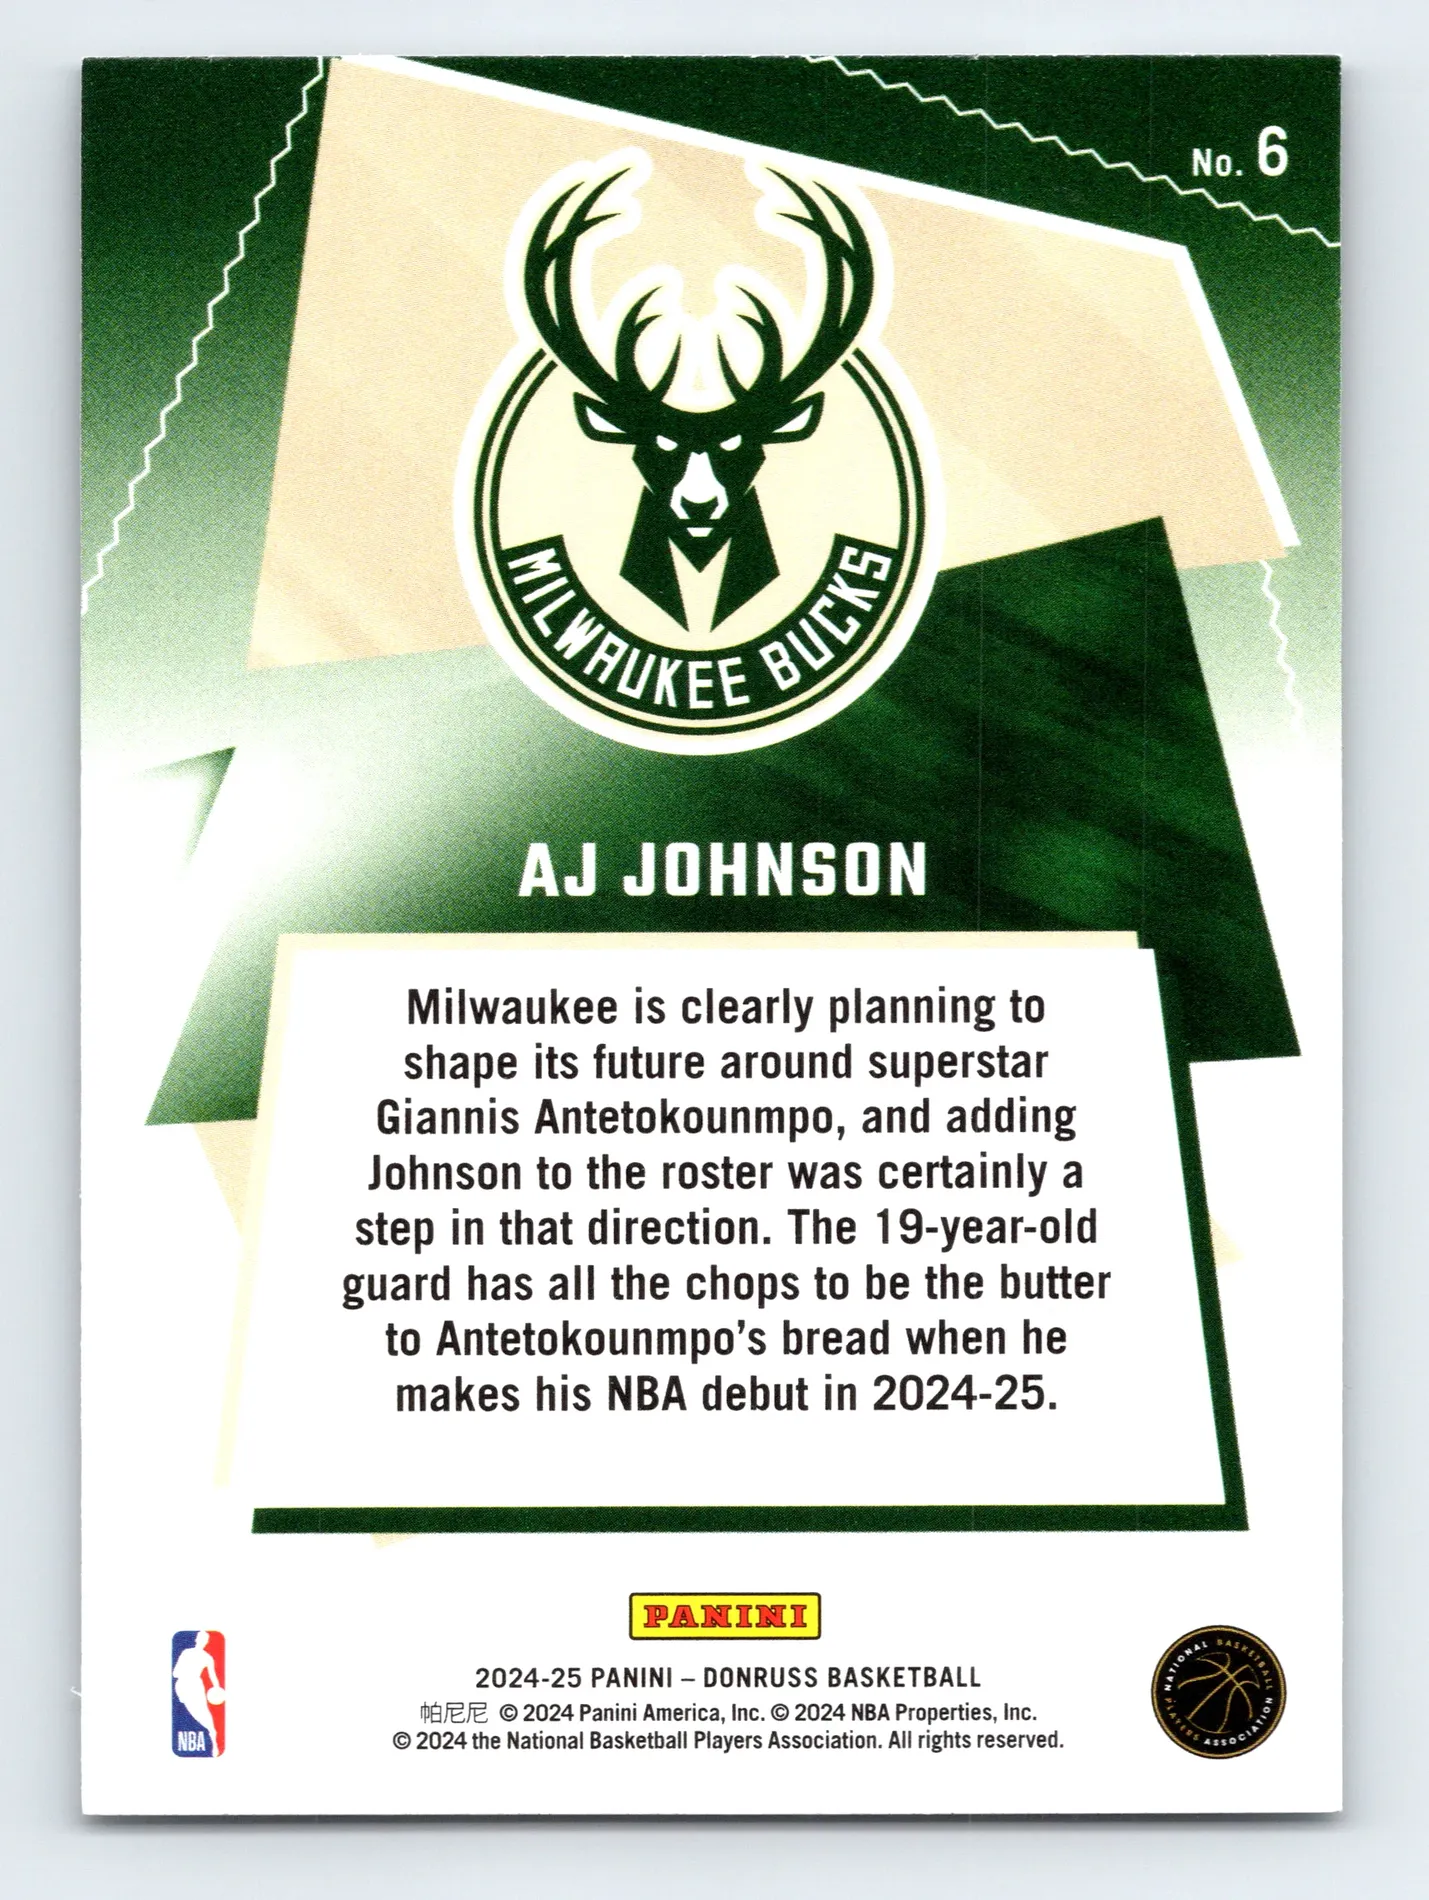 No. 6
MILWAUKEE BUCKS
AJ JOHNSON
Milwaukee is clearly planning to
shape its future around superstar
Giannis Antetokounmpo, and adding
Johnson to the roster was certainly a
step in that direction. The 19-year-old
guard has all the chops to be the butter
to Antetokounmpo's bread when he
makes his NBA debut in 2024-25.
PANINI
2024-25 PANINI – DONRUSS BASKETBALL
帕尼尼 © 2024 Panini America, Inc. © 2024 NBA Properties, Inc.
© 2024 the National Basketball Players Association. All rights reserved.
NBA
NATIONAL BASKETBALL
PLAYERS ASSOCIATION